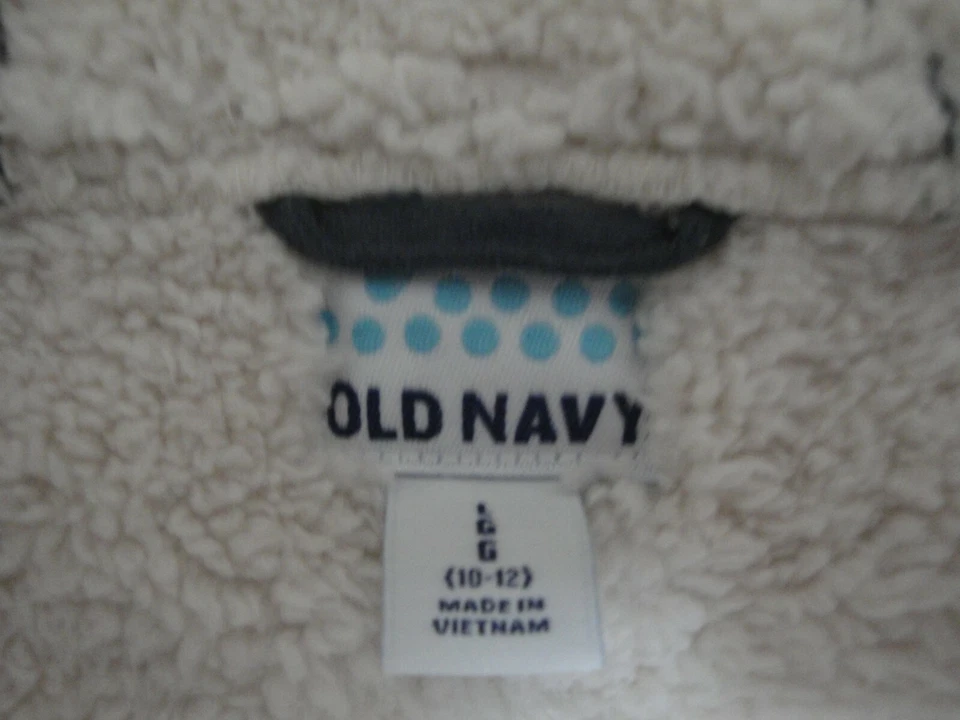 OLD NAVY
L
G
G
(10-12)
MADE IN
VIETNAM